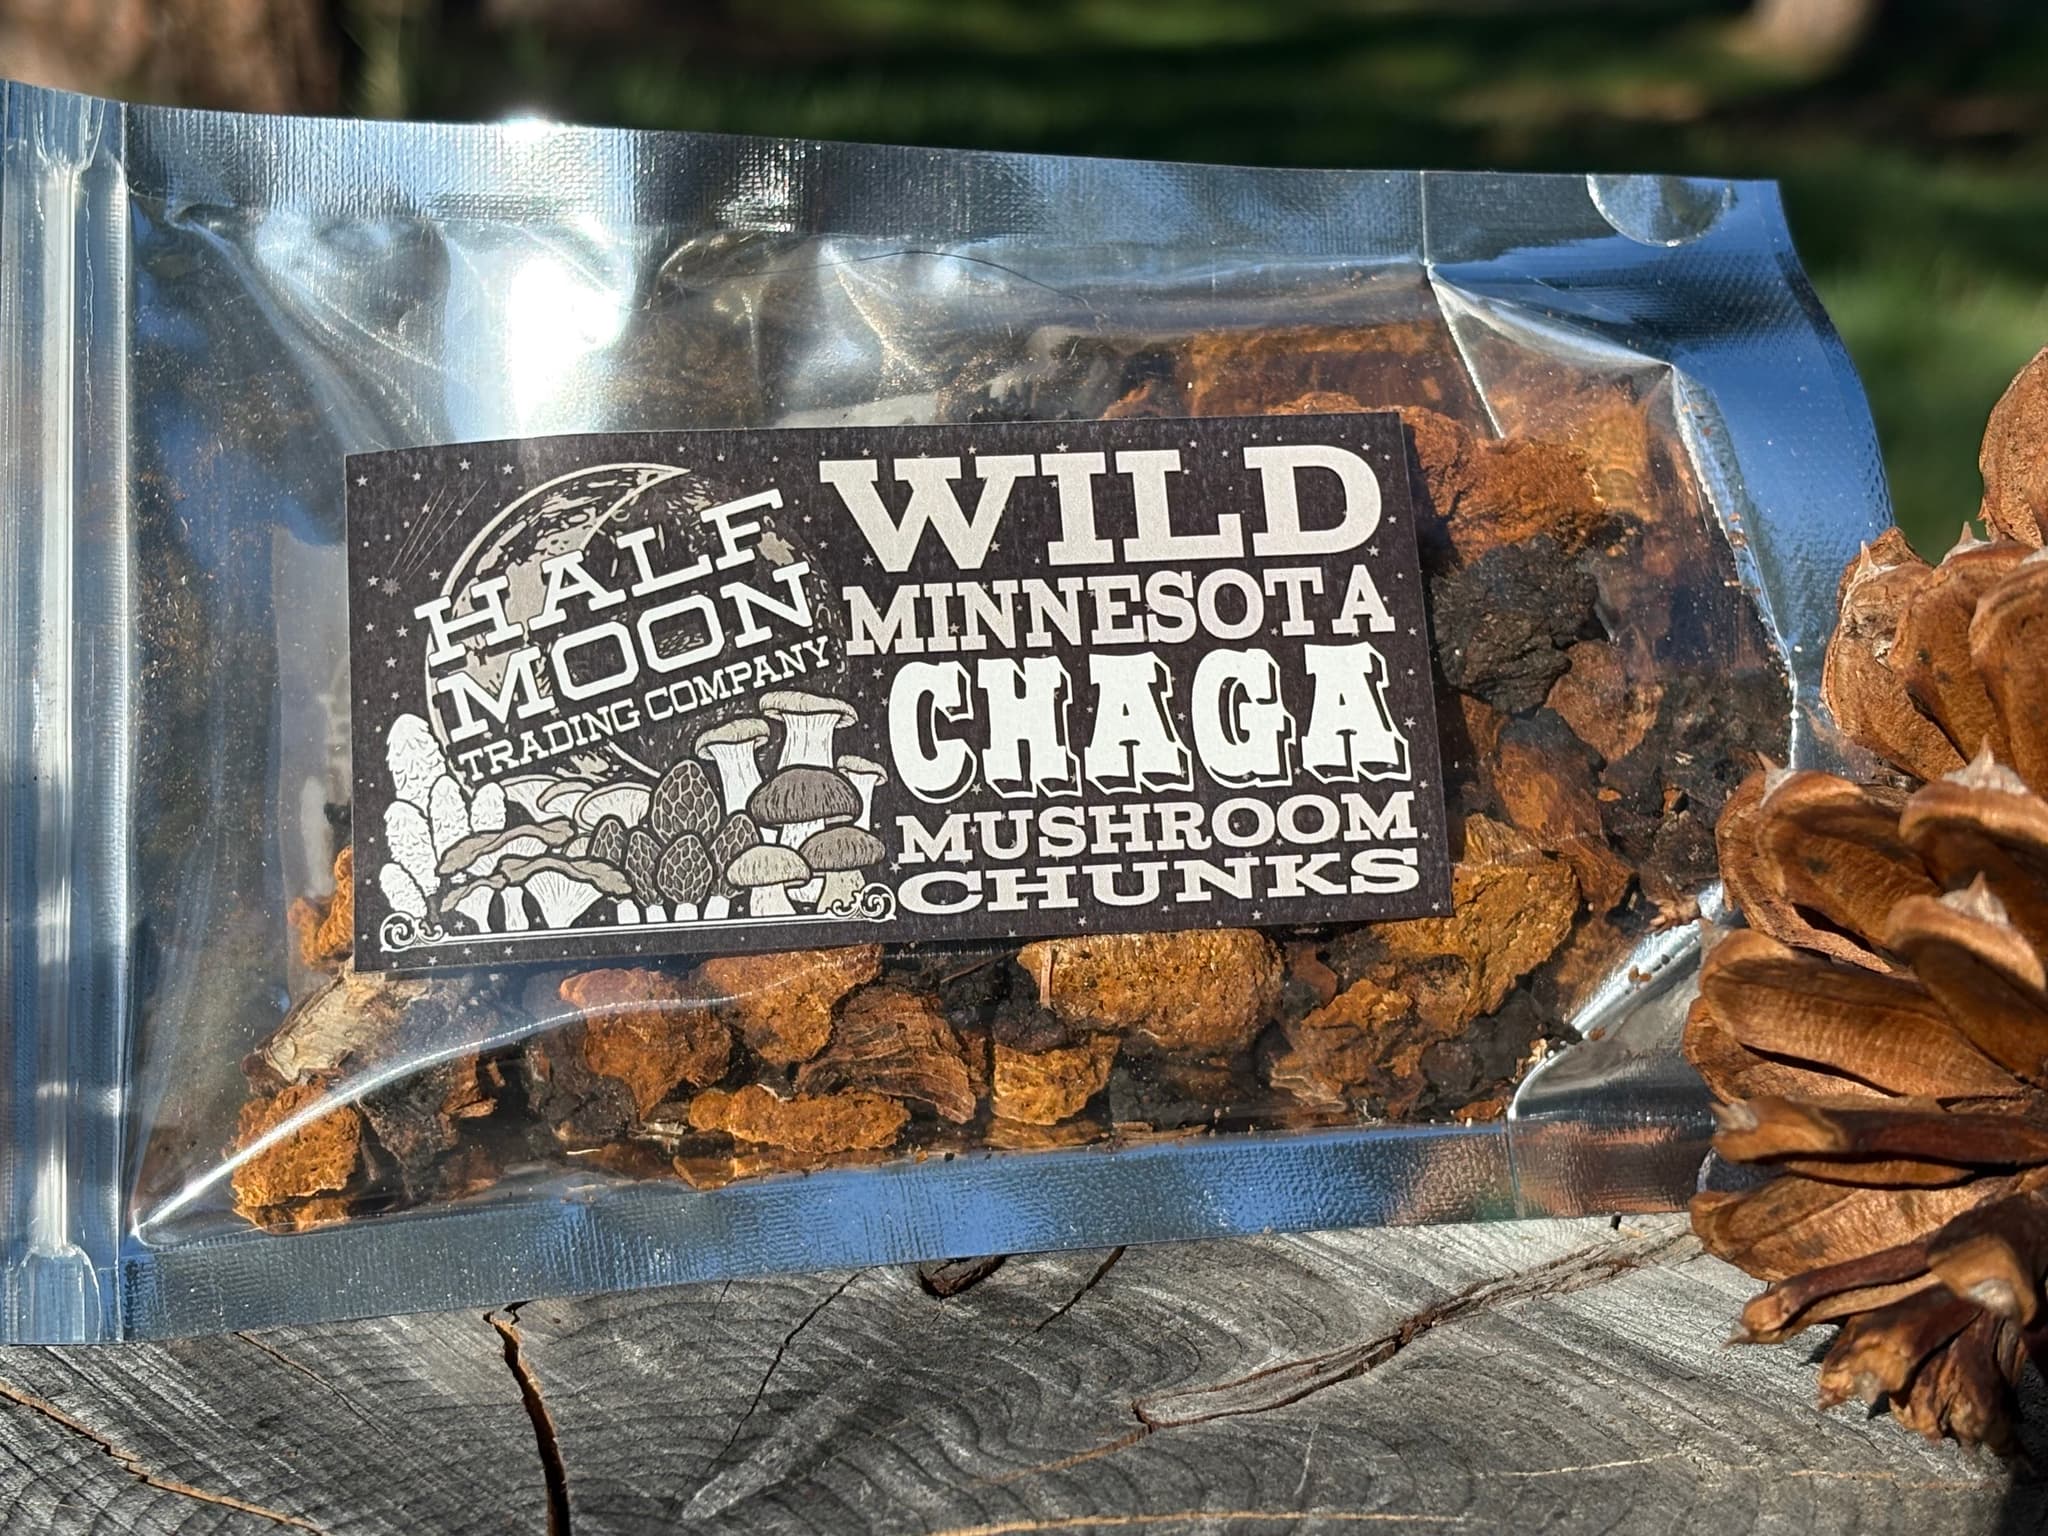 HALF
MOON
TRADING COMPANY
WILD
MINNESOTA
CHAGA
MUSHROOM
CHUNKS